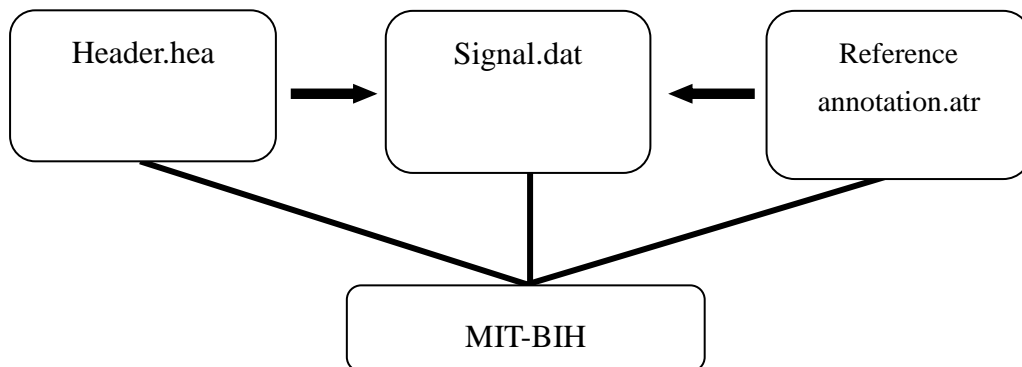 Header.hea
Signal.dat
Reference
annotation.atr
MIT-BIH